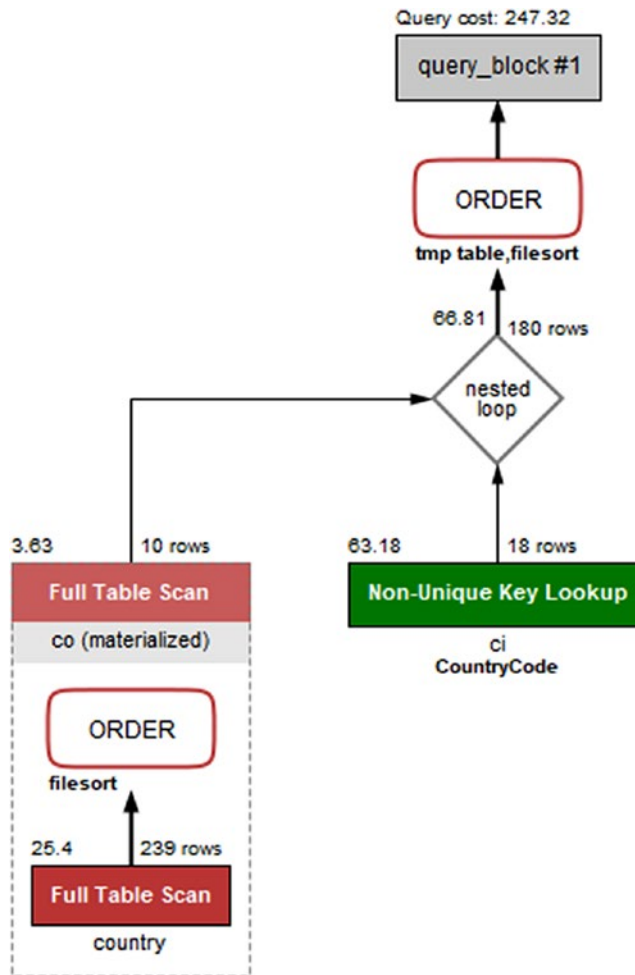 Query cost: 247.32
query_block #1
ORDER
tmp table,filesort
66.81 180 rows
nested
loop
3.63 10 rows
Full Table Scan
co (materialized)
ORDER
filesort
25.4 239 rows
Full Table Scan
country
63.18 18 rows
Non-Unique Key Lookup
ci
CountryCode